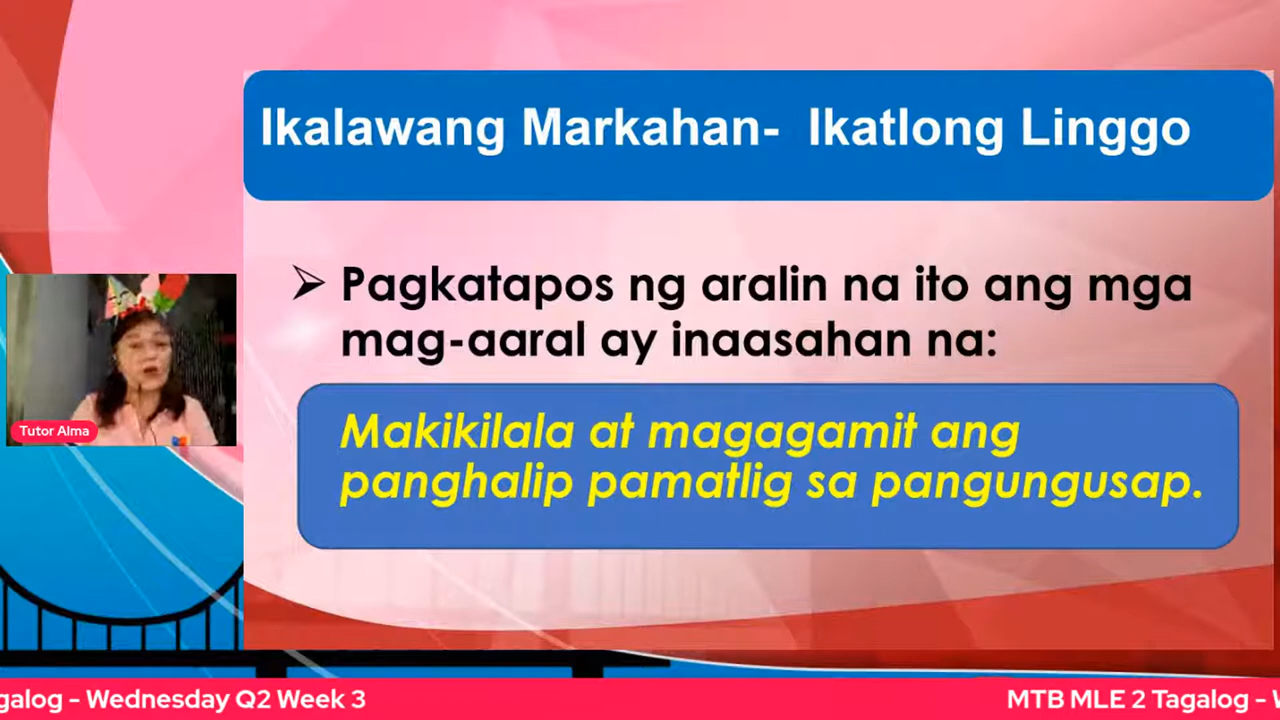 Ikalawang Markahan- Ikatlong Linggo
➢ Pagkatapos ng aralin na ito ang mga
mag-aaral ay inaasahan na:
Makikilala at magagamit ang
panghalip pamatlig sa pangungusap.
Tutor Alma
galog - Wednesday Q2 Week 3
MTB MLE 2 Tagalog - W